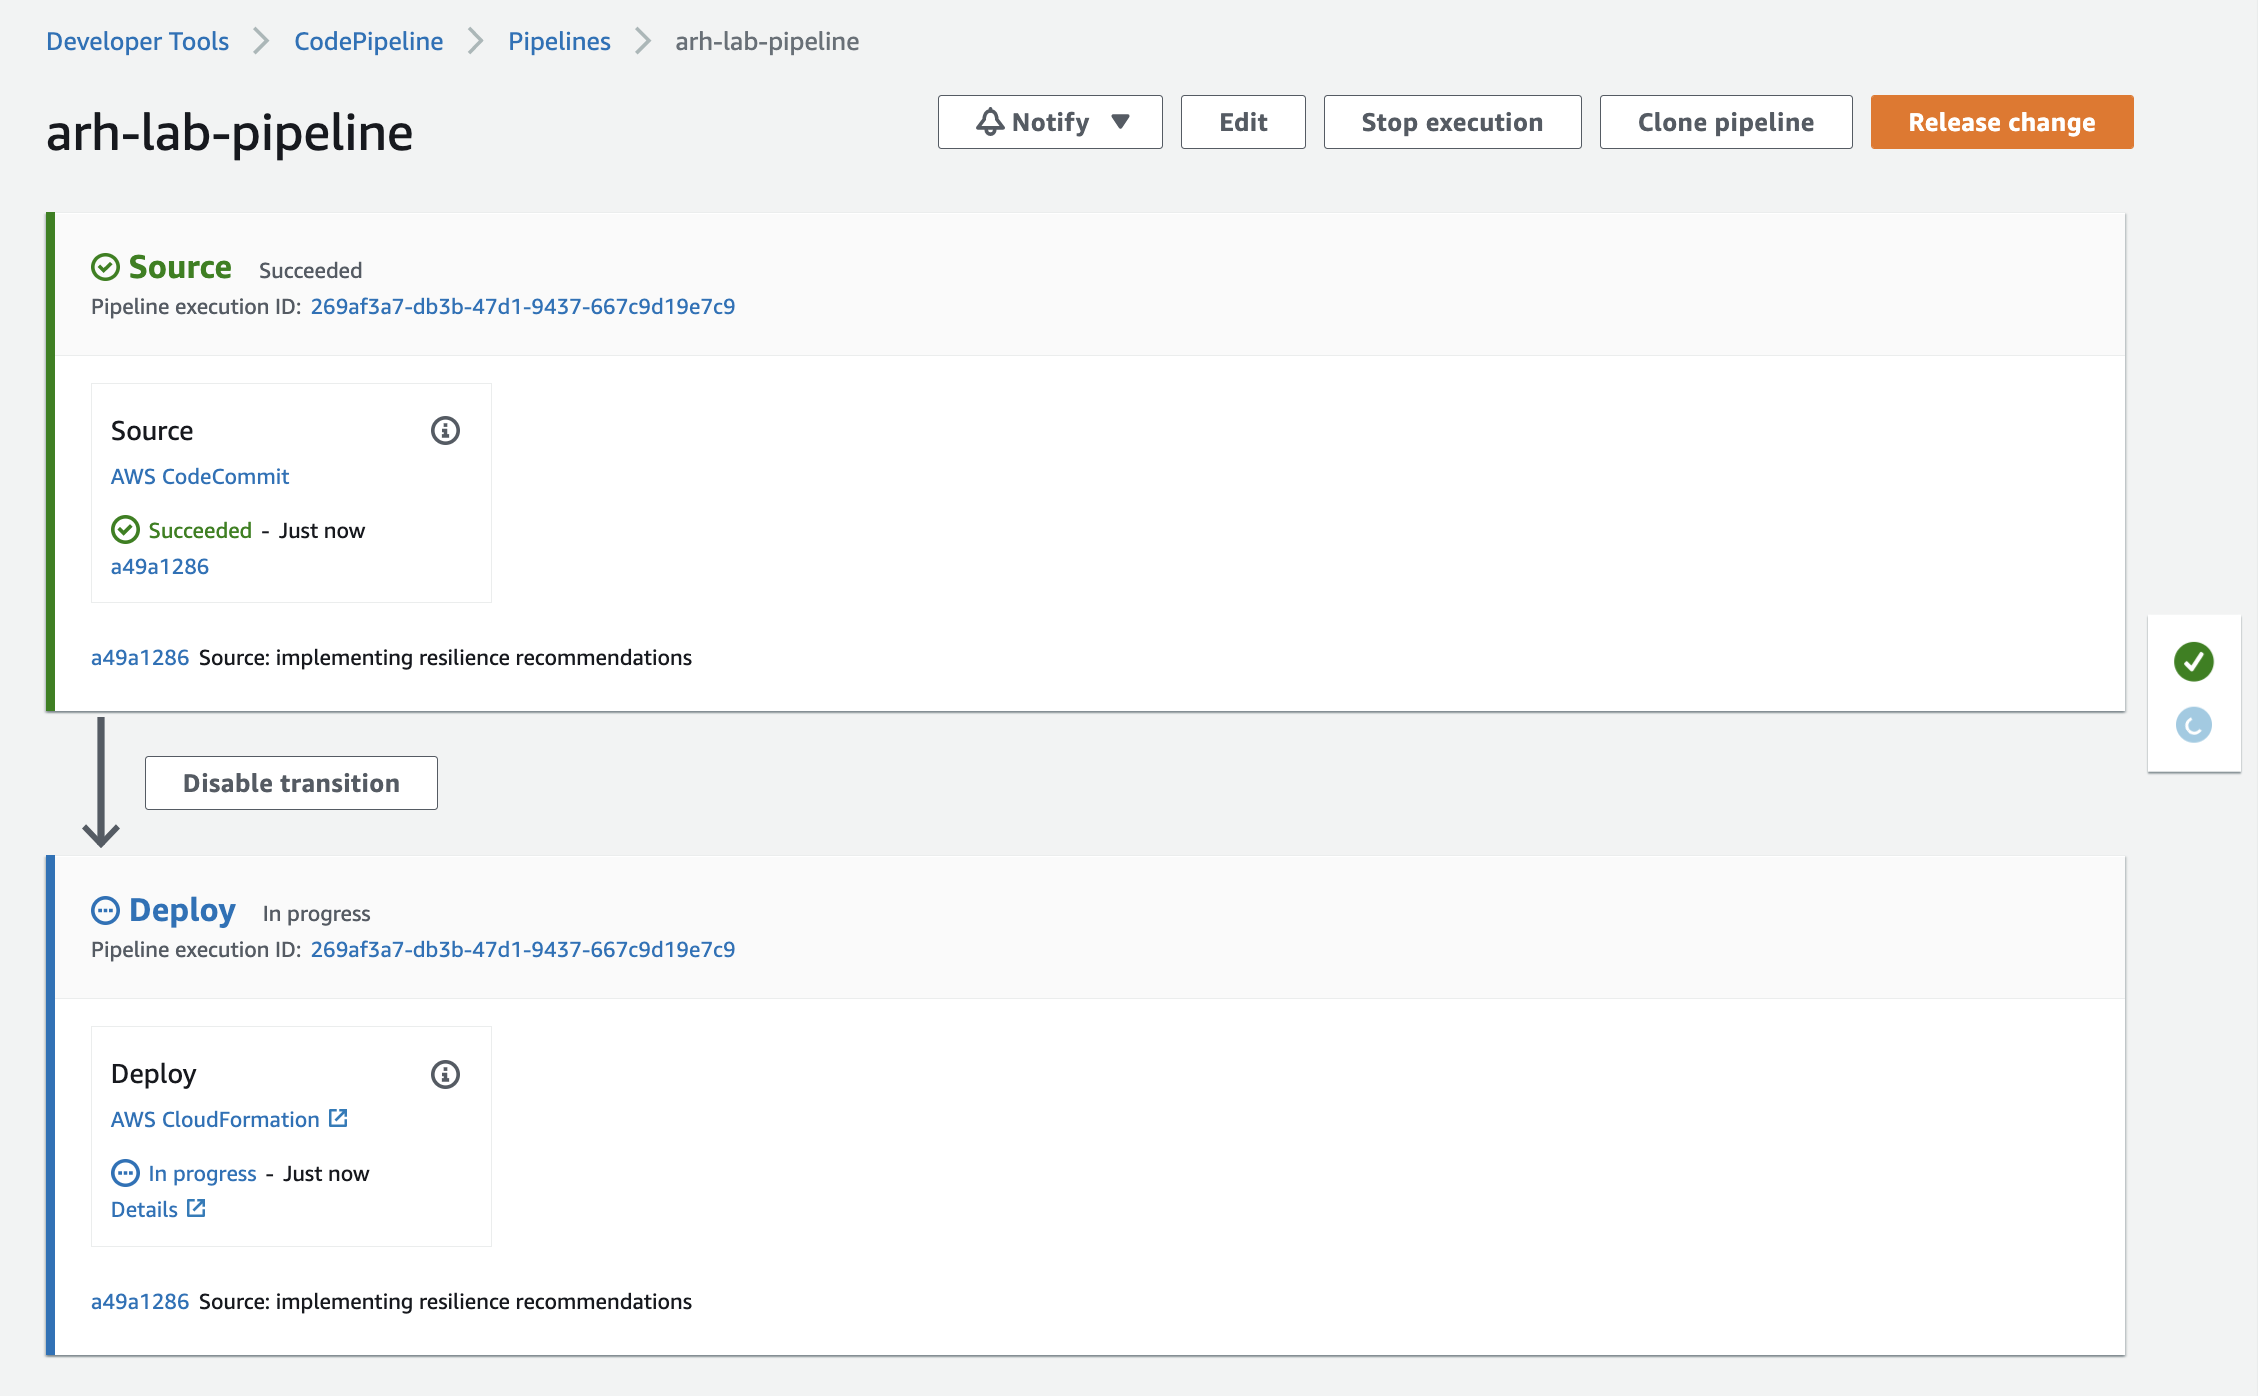 Developer Tools > CodePipeline > Pipelines > arh-lab-pipeline
arh-lab-pipeline
Notify ▼ Edit Stop execution Clone pipeline Release change
Source Succeeded
Pipeline execution ID: 269af3a7-db3b-47d1-9437-667c9d19e7c9
Source
AWS CodeCommit
Succeeded - Just now
a49a1286
a49a1286 Source: implementing resilience recommendations
Disable transition
Deploy In progress
Pipeline execution ID: 269af3a7-db3b-47d1-9437-667c9d19e7c9
Deploy
AWS CloudFormation
In progress - Just now
Details
a49a1286 Source: implementing resilience recommendations